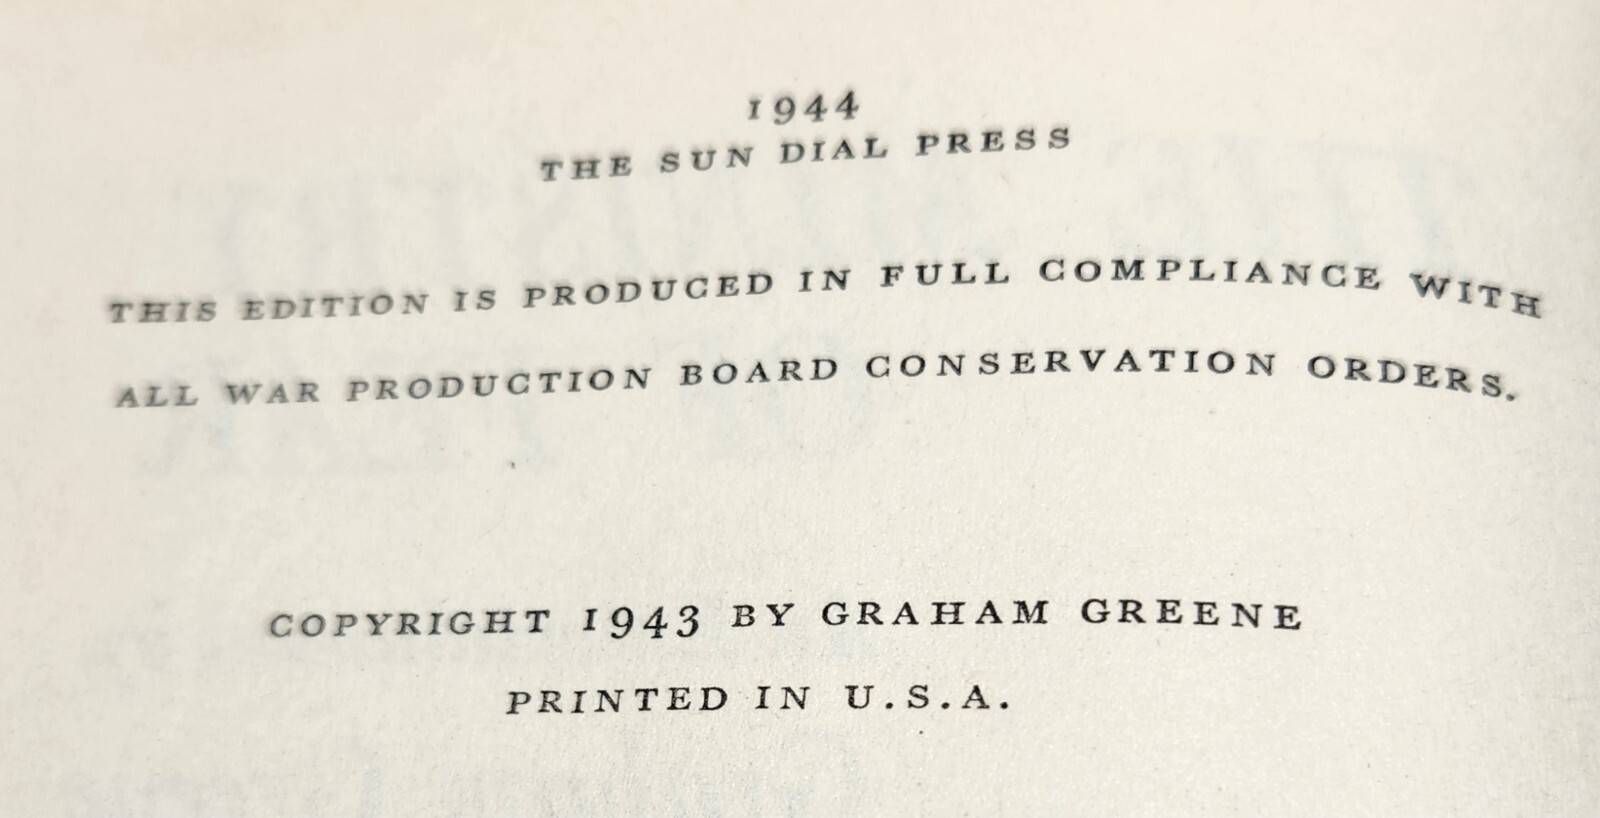 1944
THE SUN DIAL PRESS
THIS EDITION IS PRODUCED IN FULL COMPLIANCE WITH
ALL WAR PRODUCTION BOARD CONSERVATION ORDERS.
COPYRIGHT 1943 BY GRAHAM GREENE
PRINTED IN U.S.A.